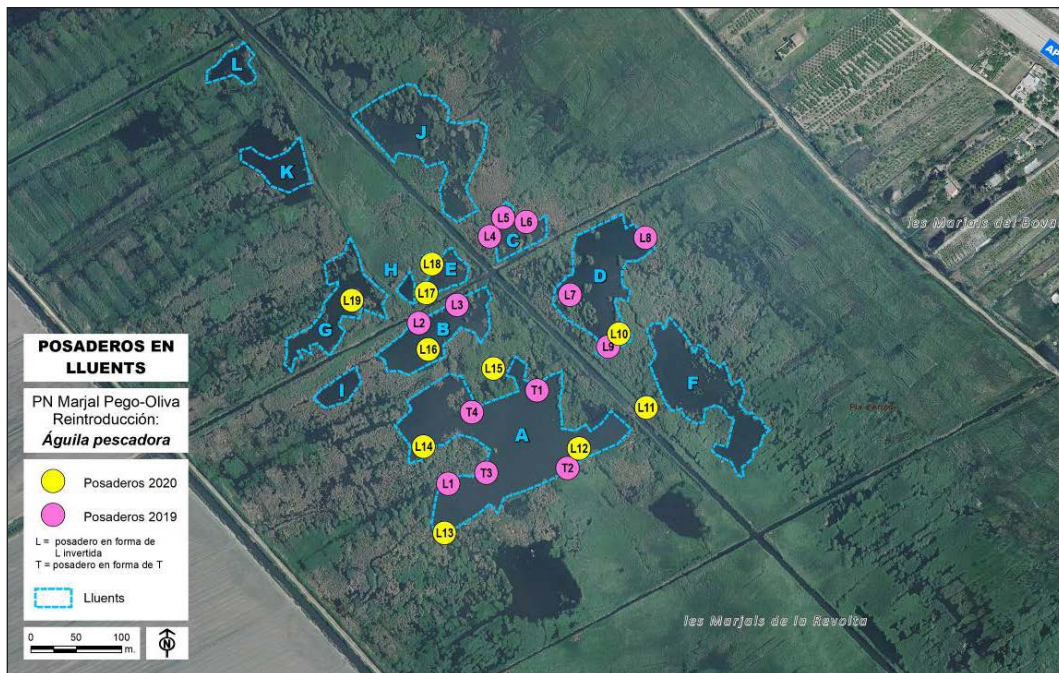 AP
L
J
K
les Marjals del Bova
L5
L6
L4
C
L8
L18
E
H
D
L17
L7
L19
L3
L2
B
L10
G
L16
L9
L15
F
I
T1
L11
T4
A
L14
L12
T2
T3
L1
L13
les Marjals de la Revolta
POSADEROS EN
LLUENTS
PN Marjal Pego-Oliva
Reintroducción:
Águila pescadora
Posaderos 2020
Posaderos 2019
L = posadero en forma de
L invertida
T = posadero en forma de T
Lluents
0 50 100
m.
N